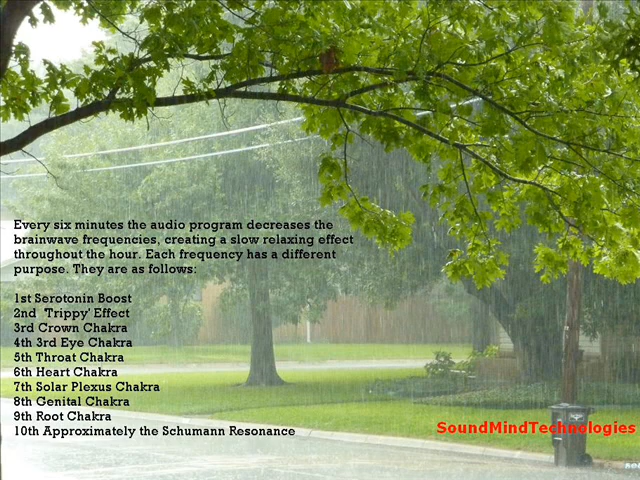 Every six minutes the audio program decreases the
brainwave frequencies, creating a slow relaxing effect
throughout the hour. Each frequency has a different
purpose. They are as follows:
1st Serotonin Boost
2nd 'Trippy' Effect
3rd Crown Chakra
4th 3rd Eye Chakra
5th Throat Chakra
6th Heart Chakra
7th Solar Plexus Chakra
8th Genital Chakra
9th Root Chakra
10th Approximately the Schumann Resonance
SoundMindTechnologies